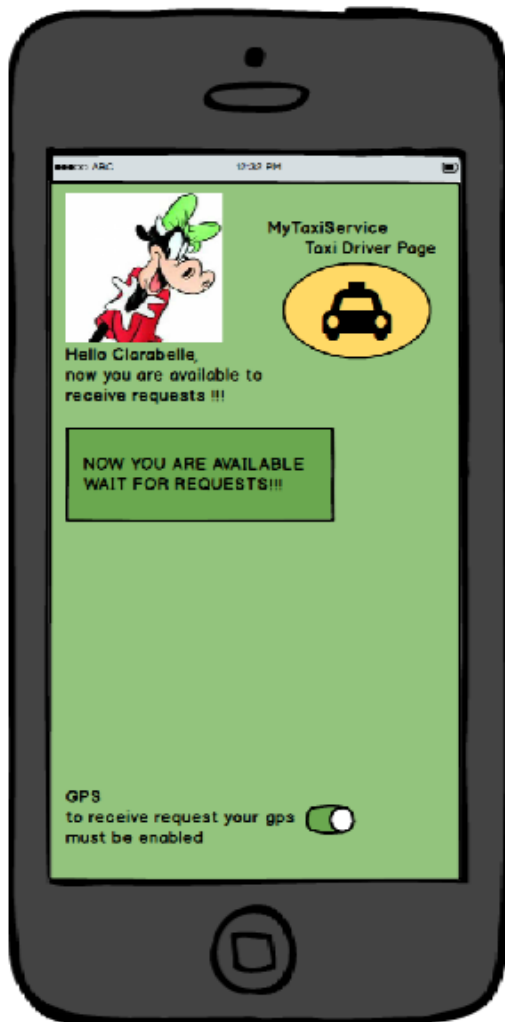 ABC 12:32 PM
MyTaxiService
Taxi Driver Page
Hello Clarabelle,
now you are available to
receive requests !!!
NOW YOU ARE AVAILABLE
WAIT FOR REQUESTS!!!
GPS
to receive request your gps
must be enabled